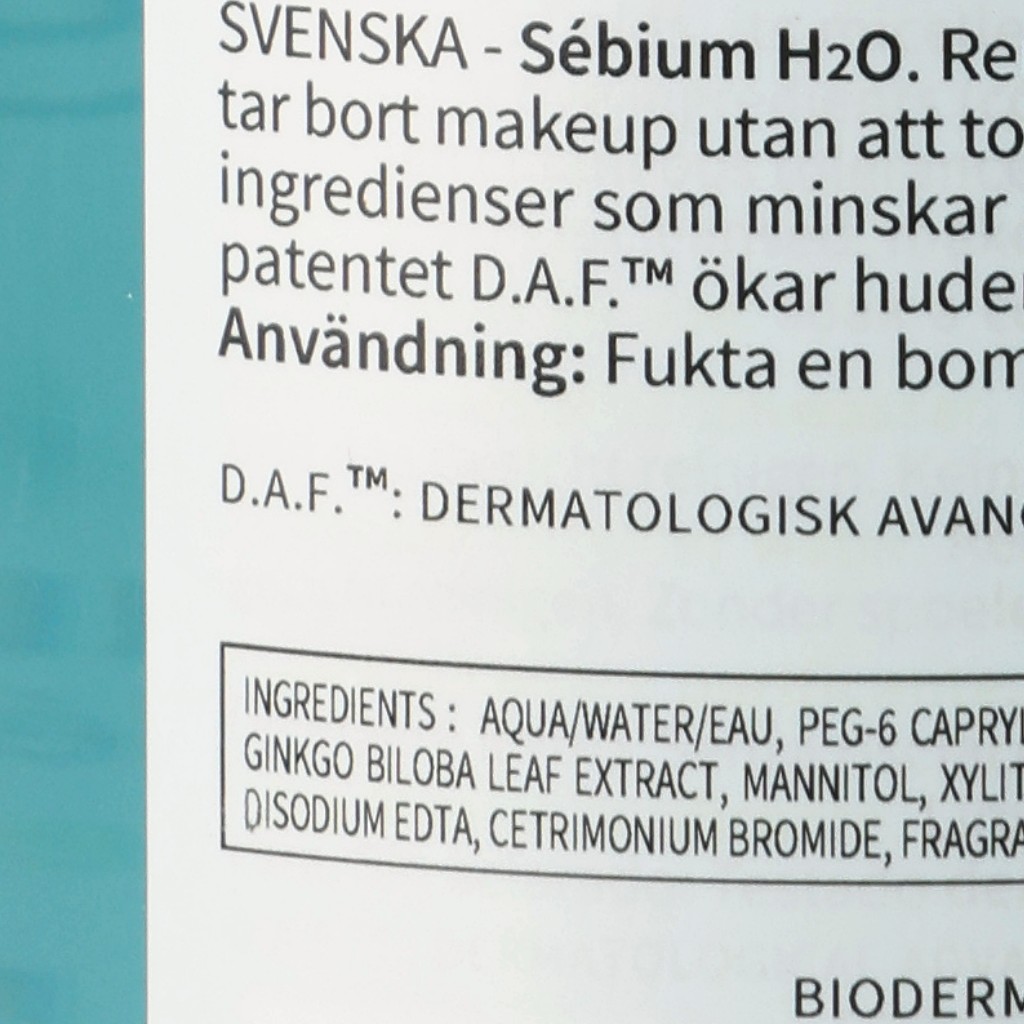 SVENSKA - Sébium H2O. Re
tar bort makeup utan att to
ingredienser som minskar
patentet D.A.F.™ ökar hude
Användning: Fukta en bom
D.A.F.™: DERMATOLOGISK AVAN
INGREDIENTS : AQUA/WATER/EAU, PEG-6 CAPRYL
GINKGO BILOBA LEAF EXTRACT, MANNITOL, XYLIT
DISODIUM EDTA, CETRIMONIUM BROMIDE, FRAGRA
BIODERM